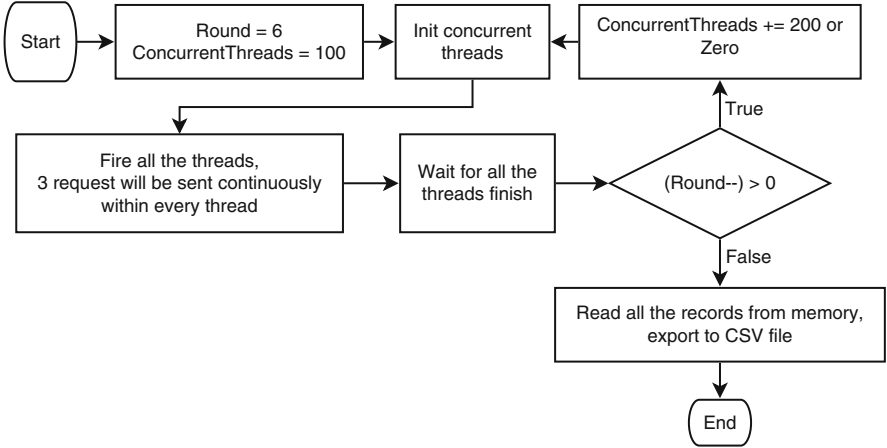 Start
Round = 6
ConcurrentThreads = 100
Init concurrent
threads
ConcurrentThreads += 200 or
Zero
True
Fire all the threads,
3 request will be sent continuously
within every thread
Wait for all the
threads finish
(Round--) > 0
False
Read all the records from memory,
export to CSV file
End